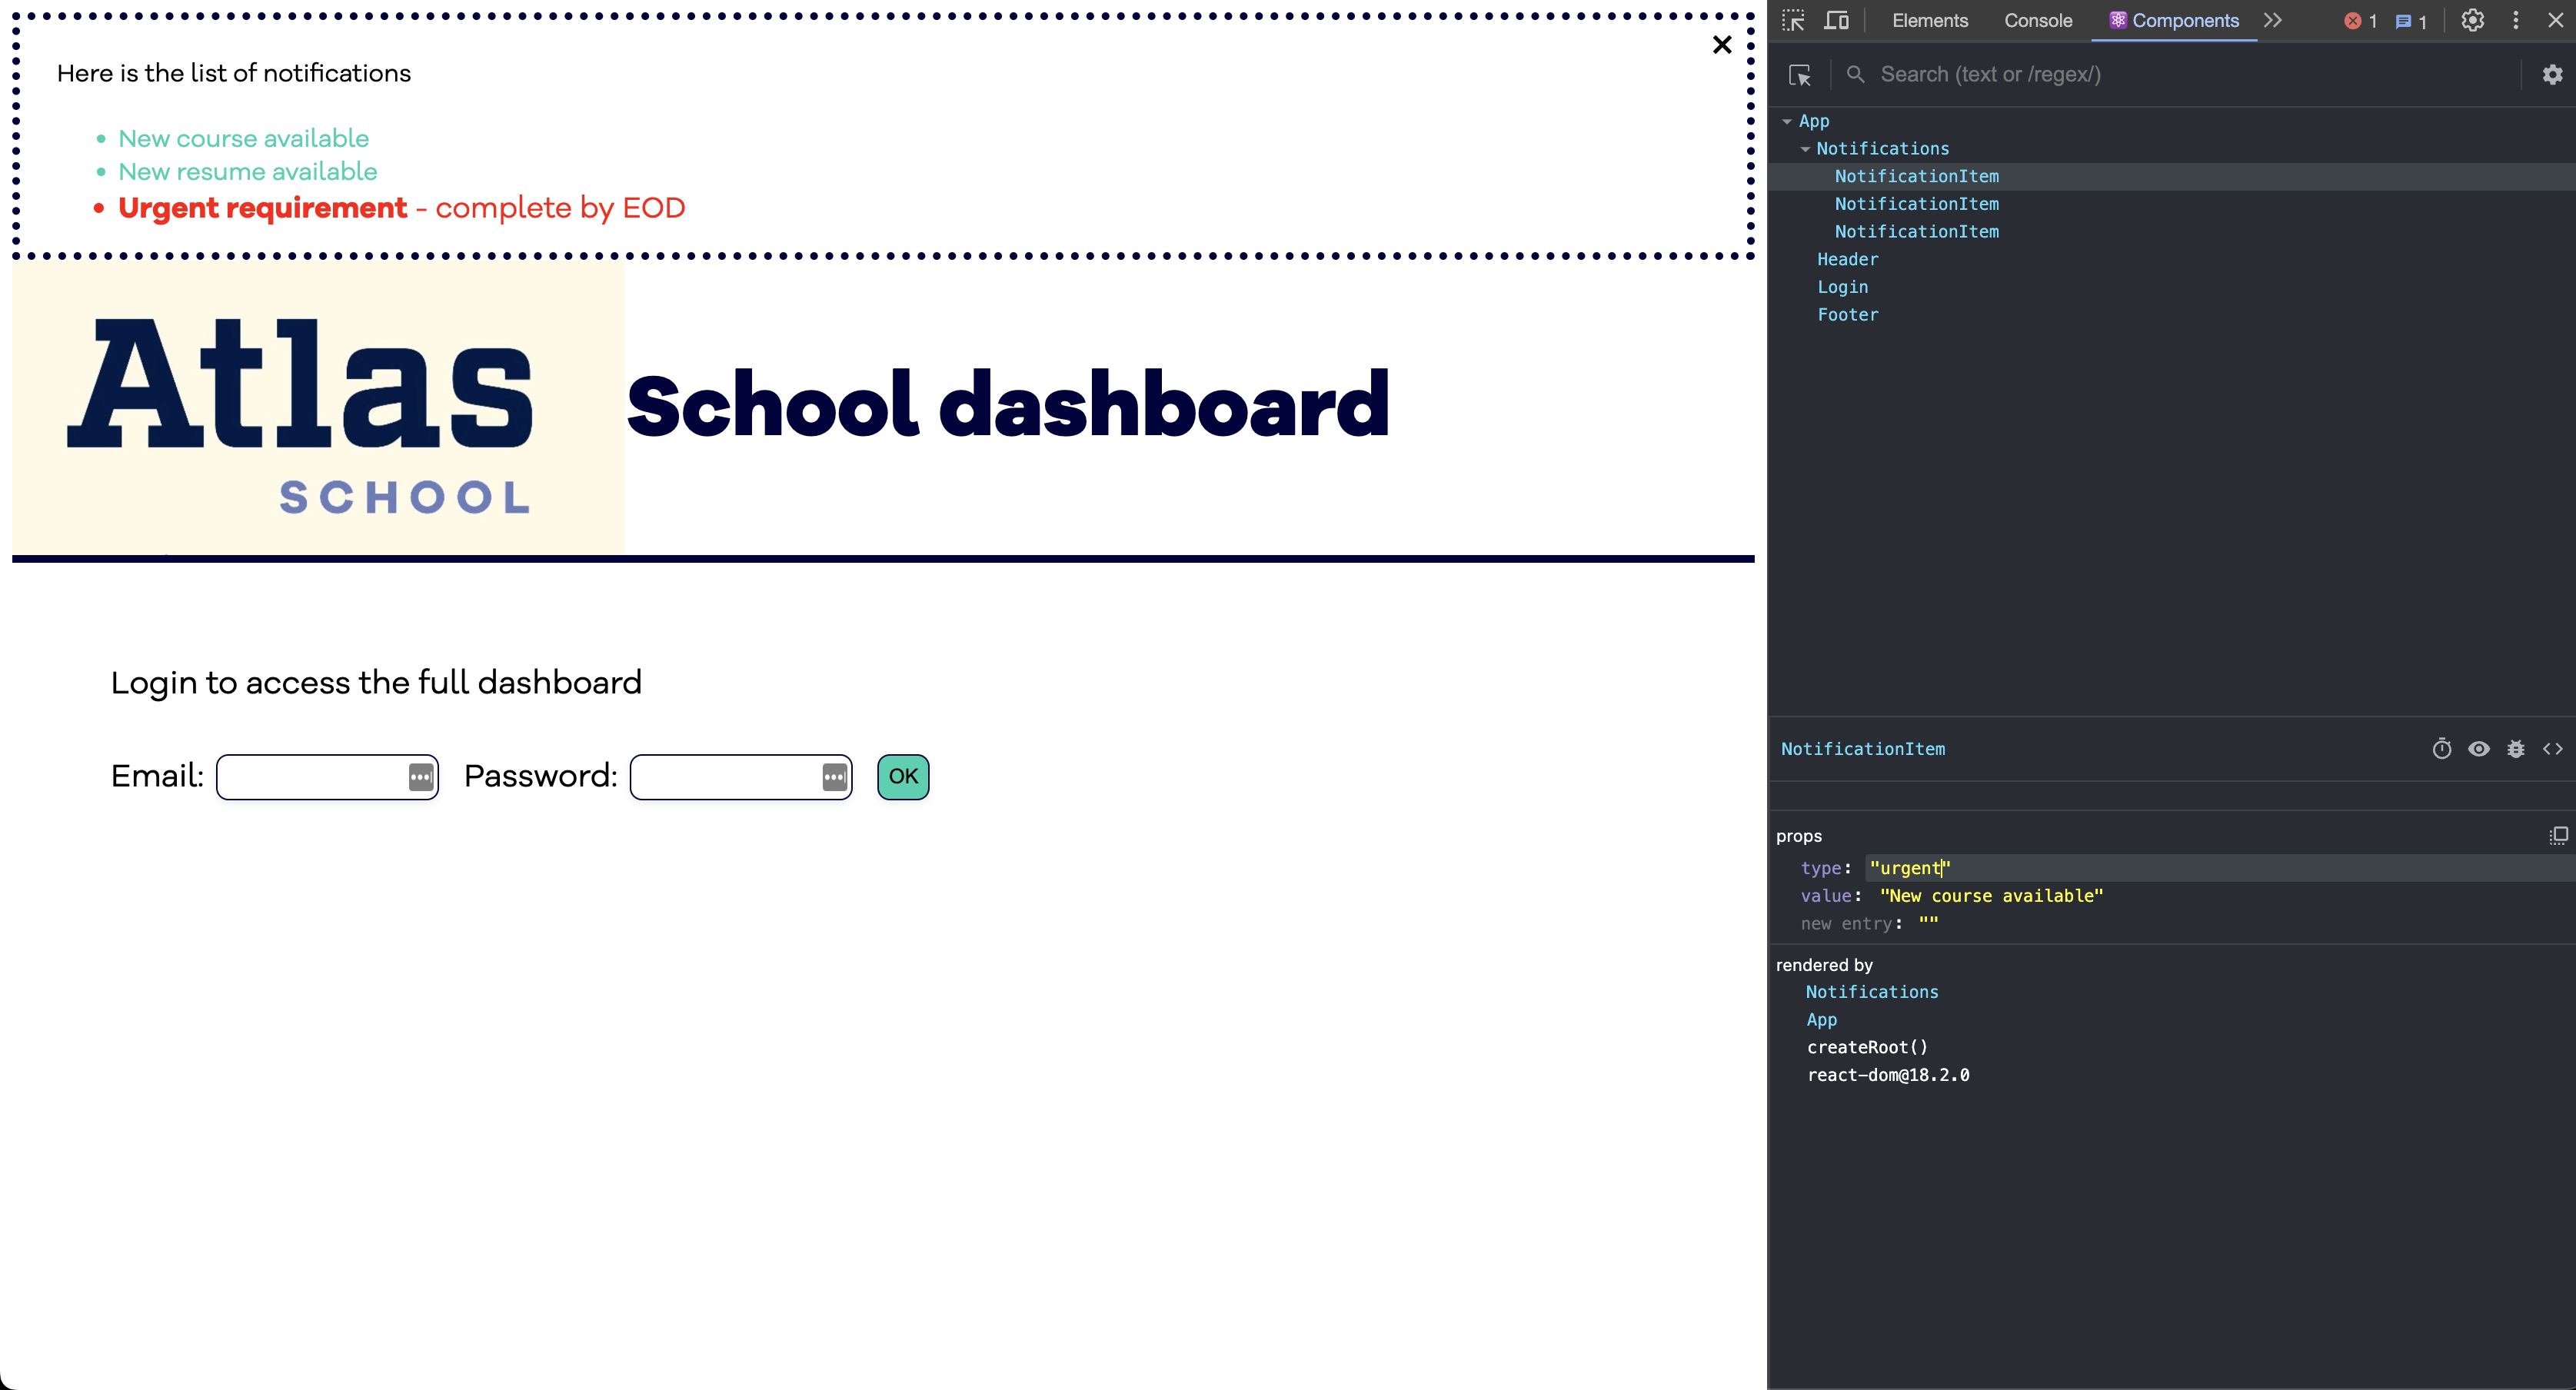 Here is the list of notifications
New course available
New resume available
Urgent requirement - complete by EOD
Atlas
SCHOOL
School dashboard
Login to access the full dashboard
Email: Password: OK
Elements Console Components 1 1
Search (text or /regex/)
App
Notifications
NotificationItem
NotificationItem
NotificationItem
Header
Login
Footer
NotificationItem
props
type: "urgent"
value: "New course available"
new entry: ""
rendered by
Notifications
App
createRoot()
react-dom@18.2.0